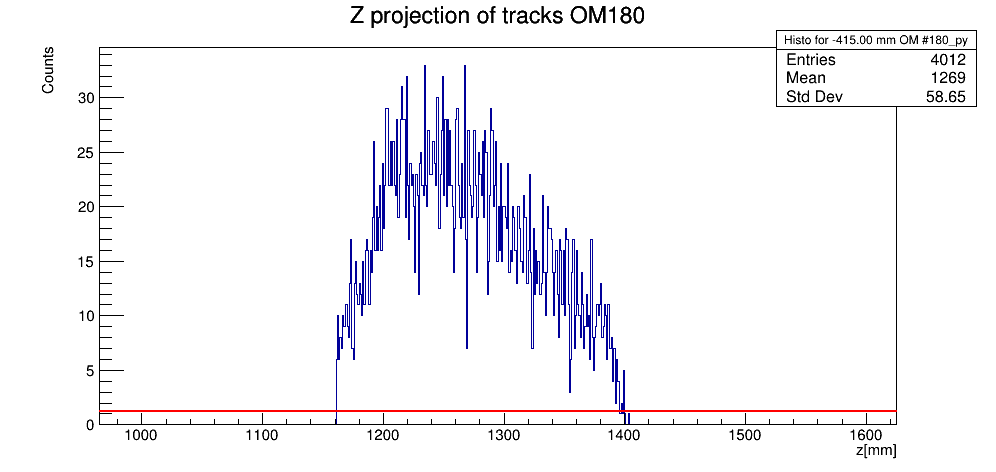 Z projection of tracks OM180
Histo for -415.00 mm OM #180_py
Entries 4012
Mean 1269
Std Dev 58.65
Counts
30
25
20
15
10
5
0
1000 1100 1200 1300 1400 1500 1600
z[mm]